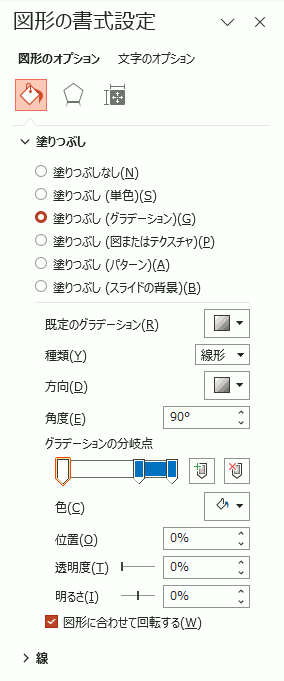 図形の書式設定
図形のオプション 文字のオプション
塗りつぶし
塗りつぶしなし(N)
塗りつぶし (単色)(S)
塗りつぶし (グラデーション)(G)
塗りつぶし (図またはテクスチャ)(P)
塗りつぶし (パターン)(A)
塗りつぶし (スライドの背景)(B)
既定のグラデーション(R)
種類(Y) 線形
方向(D)
角度(E) 90°
グラデーションの分岐点
色(C)
位置(O) 0%
透明度(T) 0%
明るさ(I) 0%
図形に合わせて回転する(W)
線